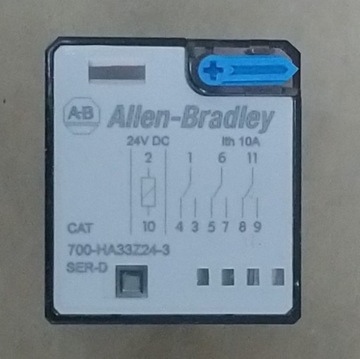 A-B Allen-Bradley
24V DC Ith 10A
2 1 6 11
10 4 3 5 7 8 9
CAT
700-HA33Z24-3
SER-D